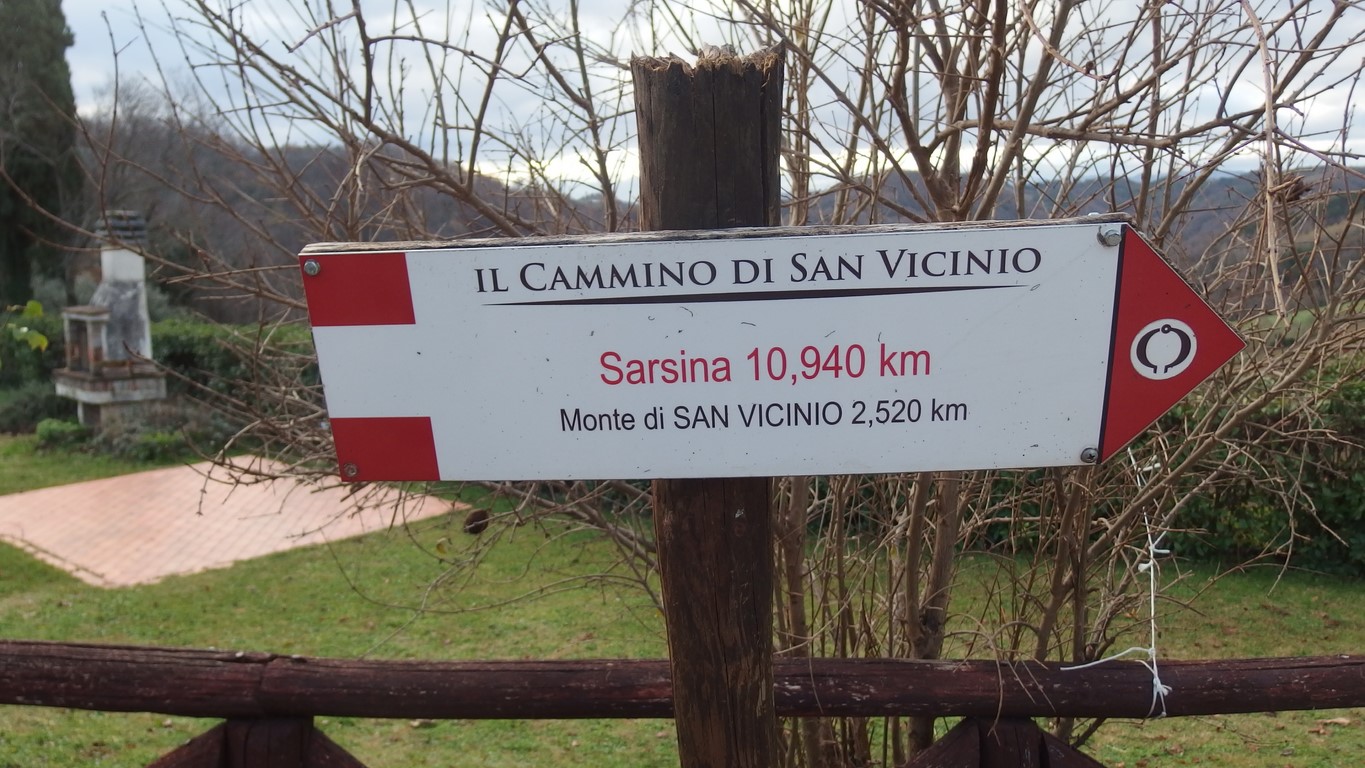 IL CAMMINO DI SAN VICINIO
Sarsina 10,940 km
Monte di SAN VICINIO 2,520 km